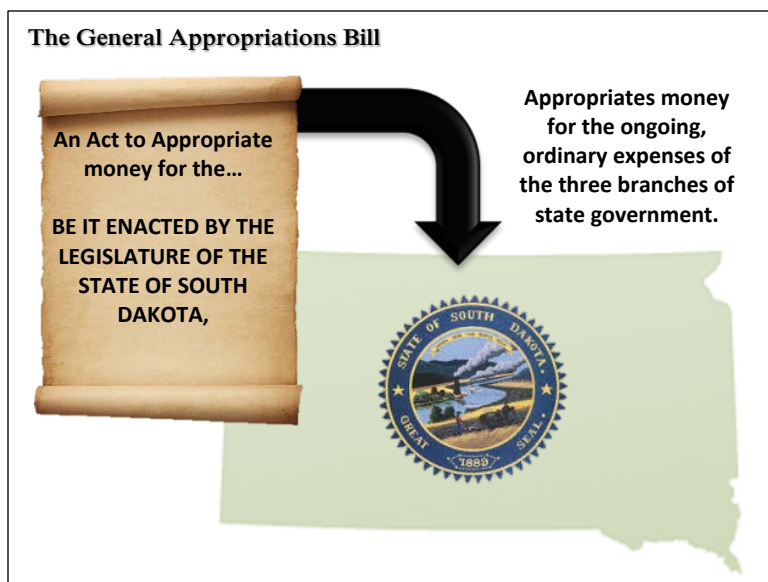 The General Appropriations Bill
An Act to Appropriate
money for the...
BE IT ENACTED BY THE
LEGISLATURE OF THE
STATE OF SOUTH
DAKOTA,
Appropriates money
for the ongoing,
ordinary expenses of
the three branches of
state government.
STATE OF SOUTH DAKOTA.
GREAT SEAL.
1889